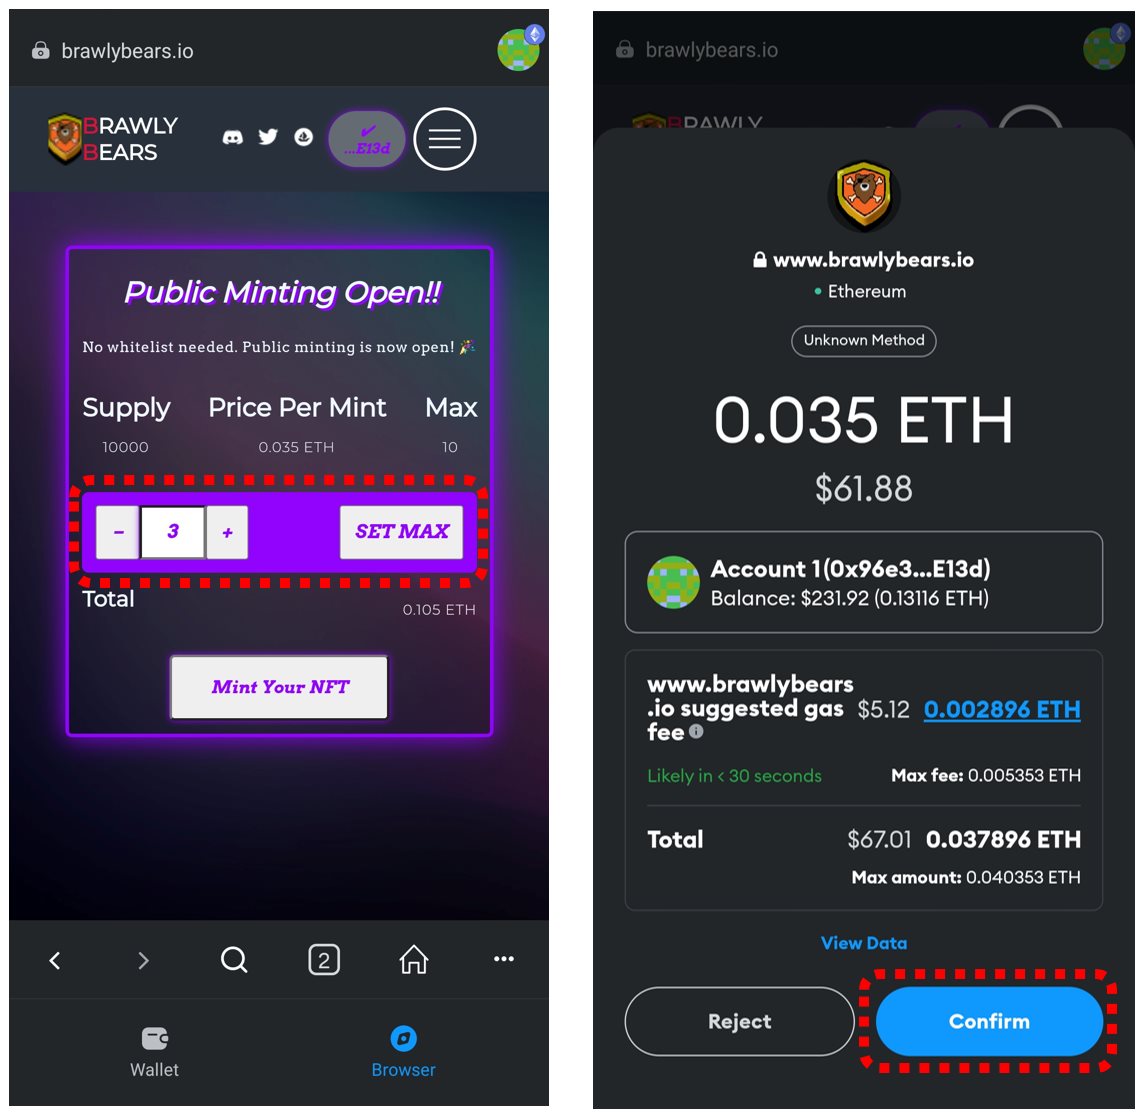 brawlybears.io
BRAWLY
BEARS
✔
...E13d
Public Minting Open!!
No whitelist needed. Public minting is now open! 🎉
Supply Price Per Mint Max
10000 0.035 ETH 10
- 3 + SET MAX
Total
0.105 ETH
Mint Your NFT
2
Wallet Browser
brawlybears.io
BRAWLY
www.brawlybears.io
Ethereum
Unknown Method
0.035 ETH
$61.88
Account 1(0x96e3...E13d)
Balance: $231.92 (0.13116 ETH)
www.brawlybears
.io suggested gas $5.12 0.002896 ETH
fee
Likely in < 30 seconds Max fee: 0.005353 ETH
Total $67.01 0.037896 ETH
Max amount: 0.040353 ETH
View Data
Reject Confirm